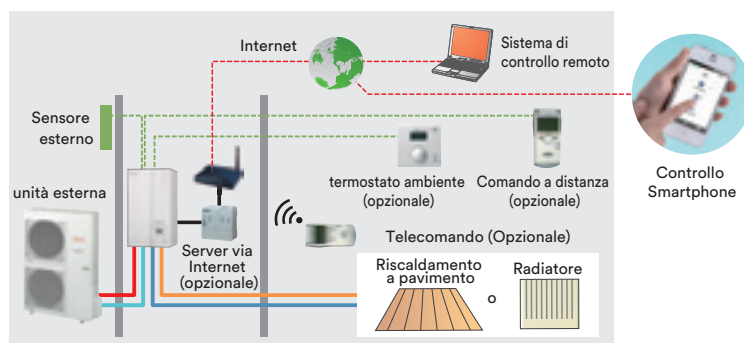 Internet
Sistema di
controllo remoto
Sensore
esterno
termostato ambiente
(opzionale)
Comando a distanza
(opzionale)
Controllo
Smartphone
unità esterna
Server via
Internet
(opzionale)
Telecomando (Opzionale)
Riscaldamento
a pavimento
o
Radiatore